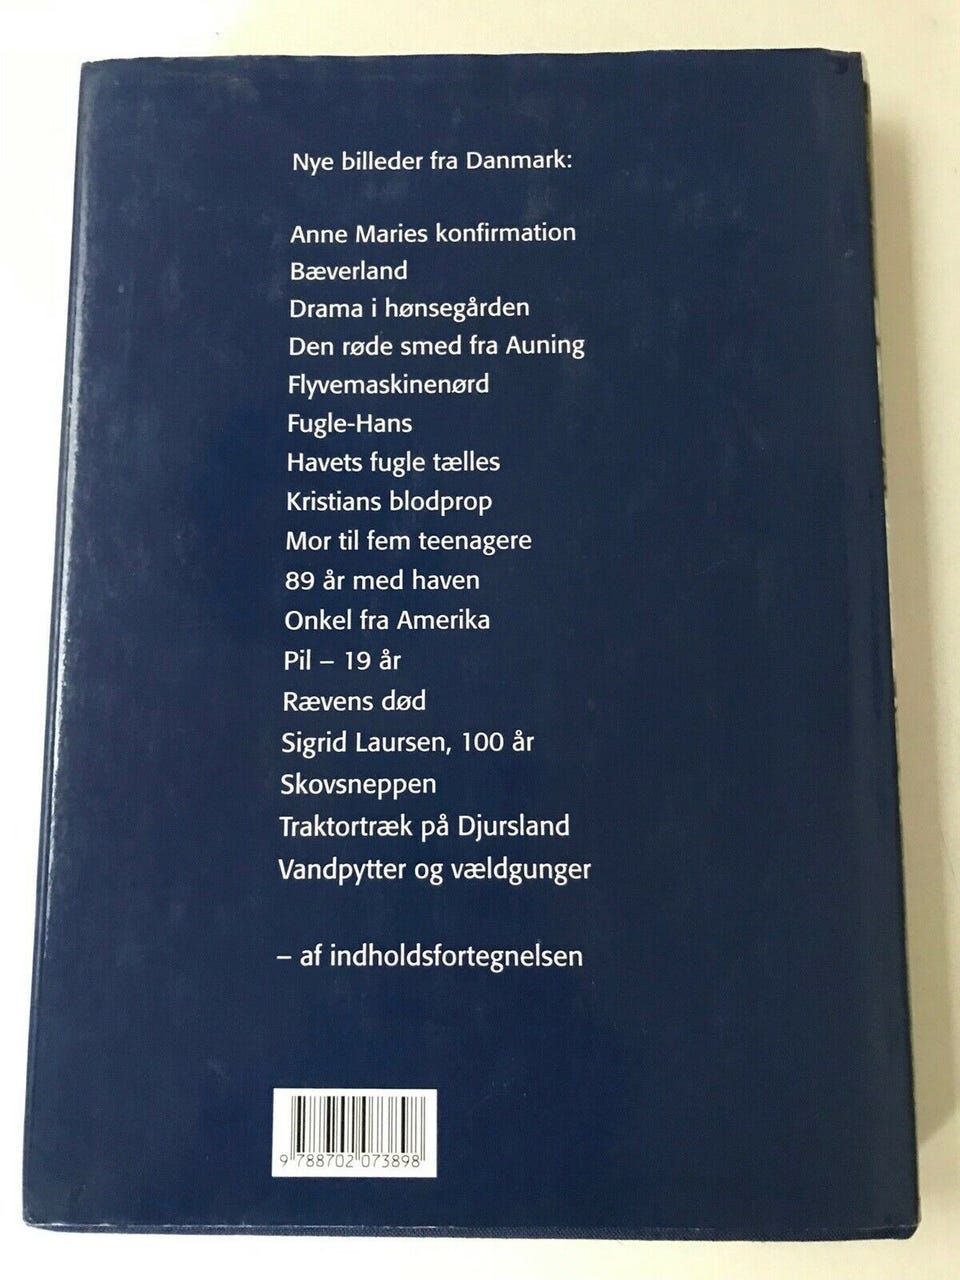 Nye billeder fra Danmark:
Anne Maries konfirmation
Bæverland
Drama i hønsegården
Den røde smed fra Auning
Flyvemaskinenørd
Fugle-Hans
Havets fugle tælles
Kristians blodprop
Mor til fem teenagere
89 år med haven
Onkel fra Amerika
Pil – 19 år
Rævens død
Sigrid Laursen, 100 år
Skovsneppen
Traktortræk på Djursland
Vandpytter og vældgunger
– af indholdsfortegnelsen
9 788702 073898